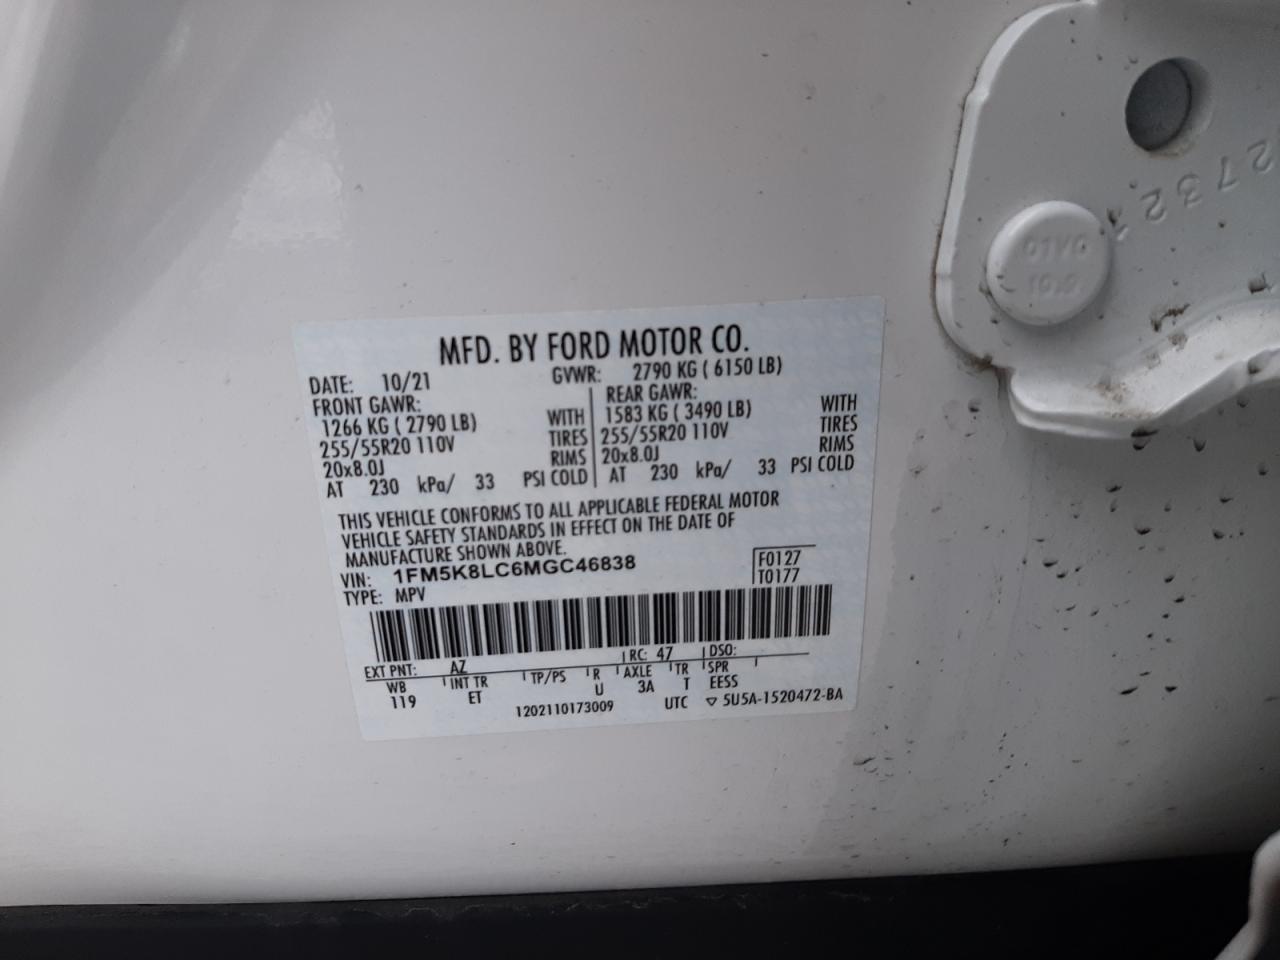 MFD. BY FORD MOTOR CO.
DATE: 10/21 GVWR: 2790 KG ( 6150 LB)
FRONT GAWR: REAR GAWR:
1266 KG ( 2790 LB) WITH 1583 KG ( 3490 LB) WITH
255/55R20 110V TIRES 255/55R20 110V TIRES
20x8.0J RIMS 20x8.0J RIMS
AT 230 kPa/ 33 PSI COLD AT 230 kPa/ 33 PSI COLD
THIS VEHICLE CONFORMS TO ALL APPLICABLE FEDERAL MOTOR
VEHICLE SAFETY STANDARDS IN EFFECT ON THE DATE OF
MANUFACTURE SHOWN ABOVE.
VIN: 1FM5K8LC6MGC46838 F0127
TYPE: MPV T0177
EXT PNT: AZ RC: 47 DSO:
WB INT TR TP/PS R AXLE TR SPR
119 ET U 3A T EESS
1202110173009 UTC ▽ 5U5A-1520472-BA